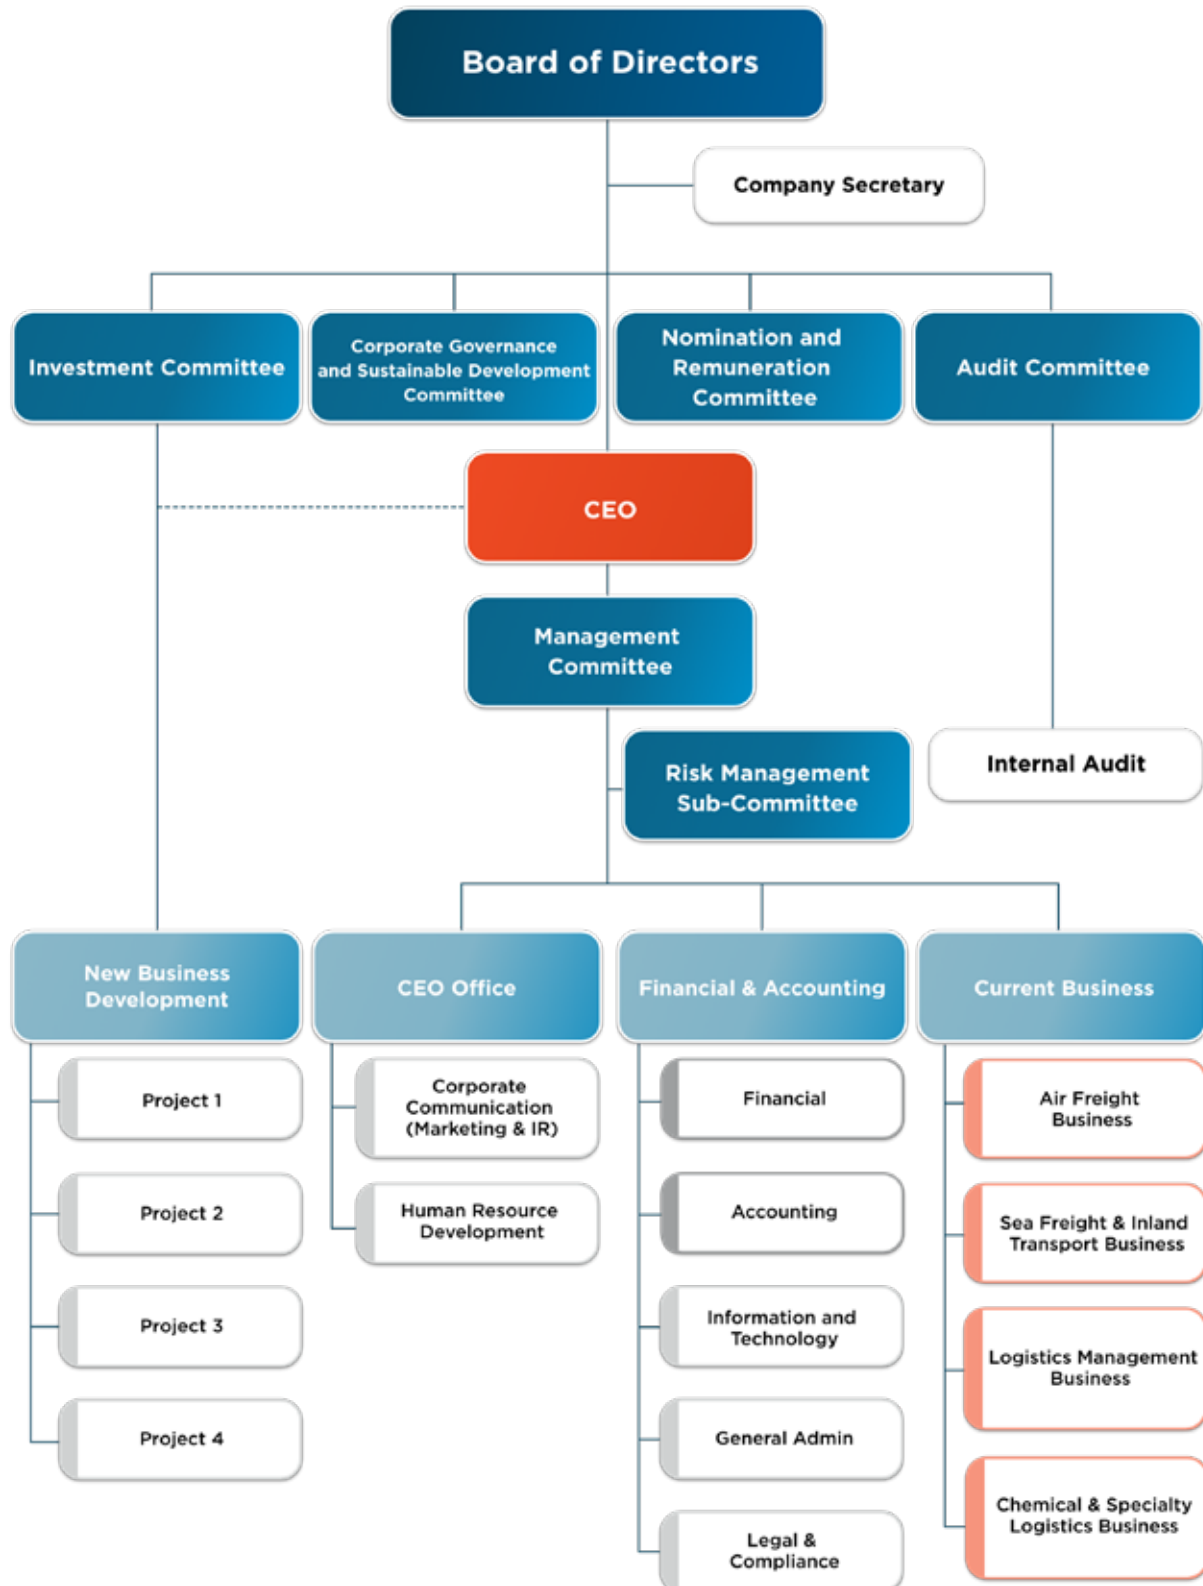 Board of Directors
Company Secretary
Investment Committee
Corporate Governance
and Sustainable Development
Committee
Nomination and
Remuneration
Committee
Audit Committee
CEO
Management
Committee
Risk Management
Sub-Committee
Internal Audit
New Business
Development
CEO Office
Financial & Accounting
Current Business
Project 1
Project 2
Project 3
Project 4
Corporate
Communication
(Marketing & IR)
Human Resource
Development
Financial
Accounting
Information and
Technology
General Admin
Legal &
Compliance
Air Freight
Business
Sea Freight & Inland
Transport Business
Logistics Management
Business
Chemical & Specialty
Logistics Business